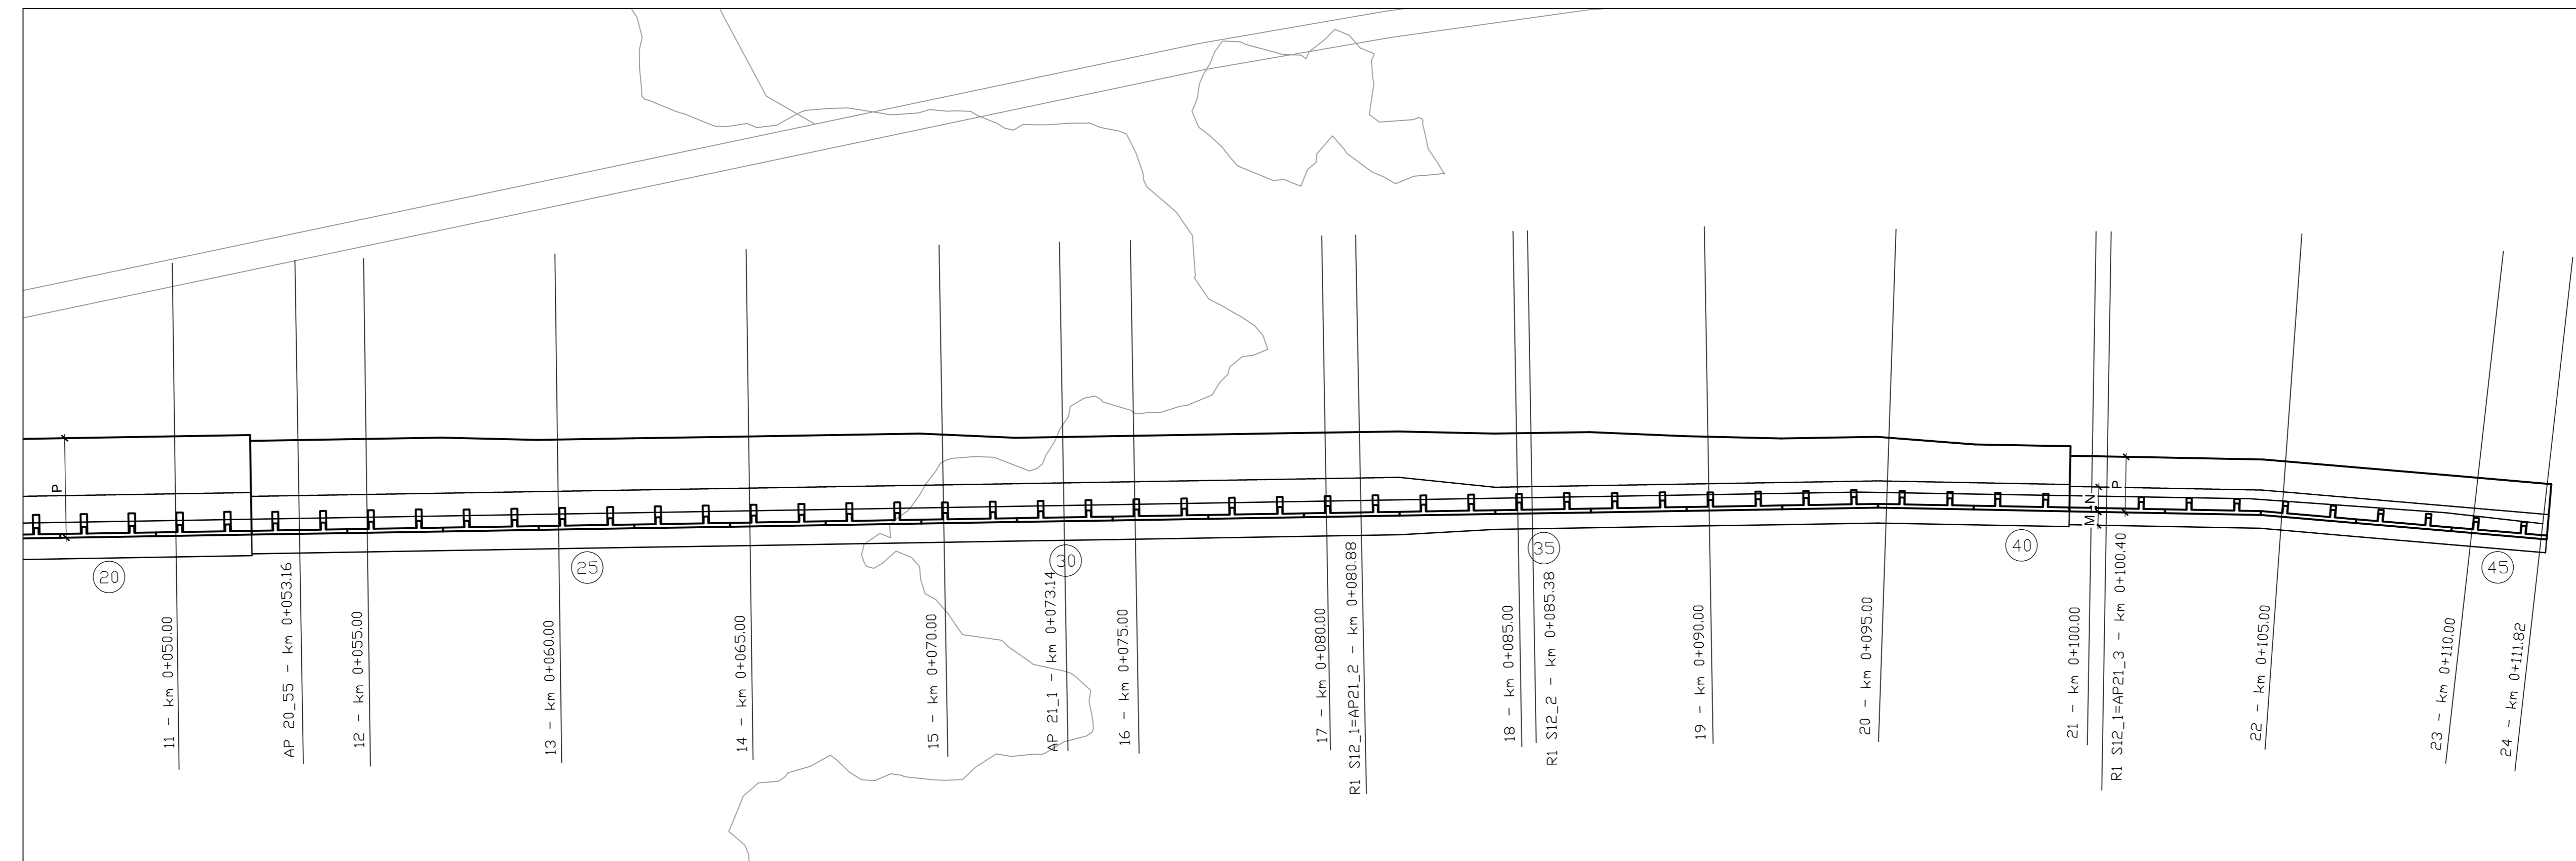 P
20
11 - km 0+050.00
AP 20_55 - km 0+053.16
12 - km 0+055.00
13 - km 0+060.00
25
14 - km 0+065.00
15 - km 0+070.00
AP 21_1 - km 0+073.14
30
16 - km 0+075.00
17 - km 0+080.00
R1 S12_1=AP21_2 - km 0+080.88
18 - km 0+085.00
35
R1 S12_2 - km 0+085.38
19 - km 0+090.00
20 - km 0+095.00
40
21 - km 0+100.00
M
N
P
R1 S12_1=AP21_3 - km 0+100.40
22 - km 0+105.00
23 - km 0+110.00
45
24 - km 0+111.82